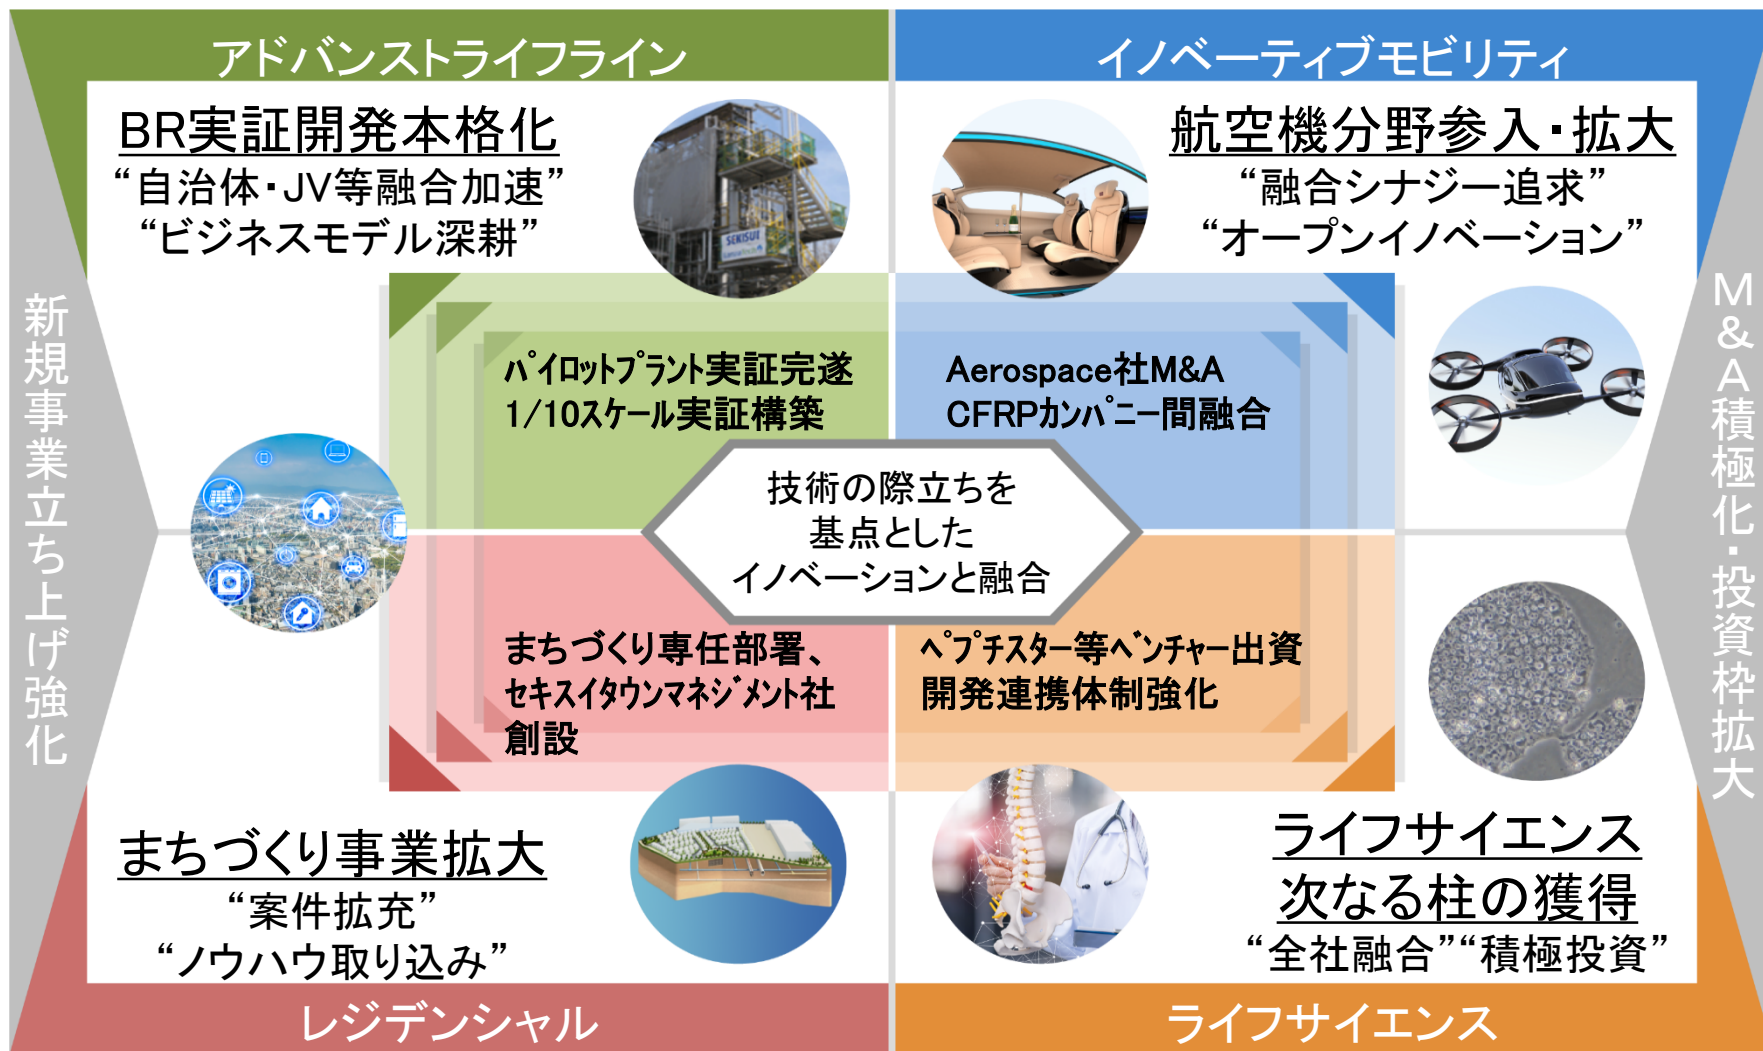 アドバンストライフライン
イノベーティブモビリティ
BR実証開発本格化
“自治体・JV等融合加速”
“ビジネスモデル深耕”
SEKISUI
航空機分野参入・拡大
“融合シナジー追求”
“オープンイノベーション”
新規事業立ち上げ強化
M&A積極化・投資枠拡大
ﾊﾟｲﾛｯﾄﾌﾟﾗﾝﾄ実証完遂
1/10ｽｹｰﾙ実証構築
Aerospace社M&A
CFRPｶﾝﾊﾟﾆｰ間融合
技術の際立ちを
基点とした
イノベーションと融合
まちづくり専任部署、
ｾｷｽｲﾀｳﾝﾏﾈｼﾞﾒﾝﾄ社
創設
ﾍﾟﾌﾟﾁｽﾀｰ等ﾍﾞﾝﾁｬｰ出資
開発連携体制強化
まちづくり事業拡大
“案件拡充”
“ノウハウ取り込み”
ライフサイエンス
次なる柱の獲得
“全社融合”“積極投資”
レジデンシャル
ライフサイエンス